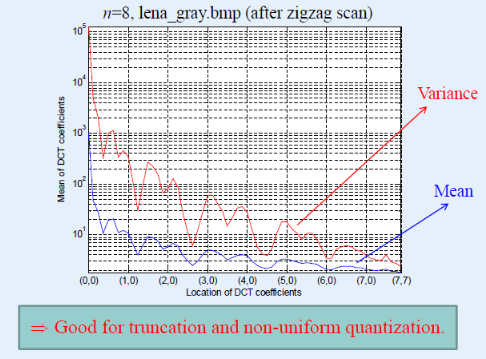 n=8, lena_gray.bmp (after zigzag scan)
10^5
10^4
10^3
10^2
10^1
Mean of DCT coefficients
(0,0) (1,0) (2,0) (3,0) (4,0) (5,0) (6,0) (7,0) (7,7)
Location of DCT coefficients
Variance
Mean
⇒ Good for truncation and non-uniform quantization.